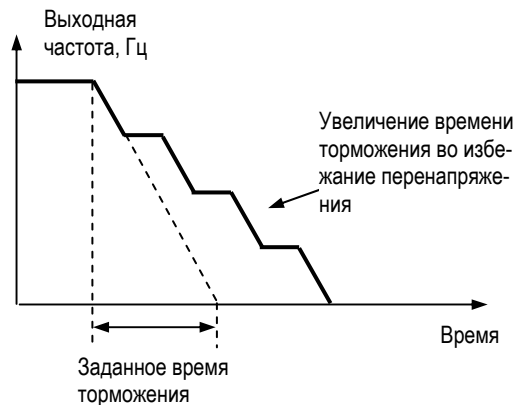 Выходная
частота, Гц
Увеличение времени
торможения во избе-
жание перенапряже-
ния
Время
Заданное время
торможения